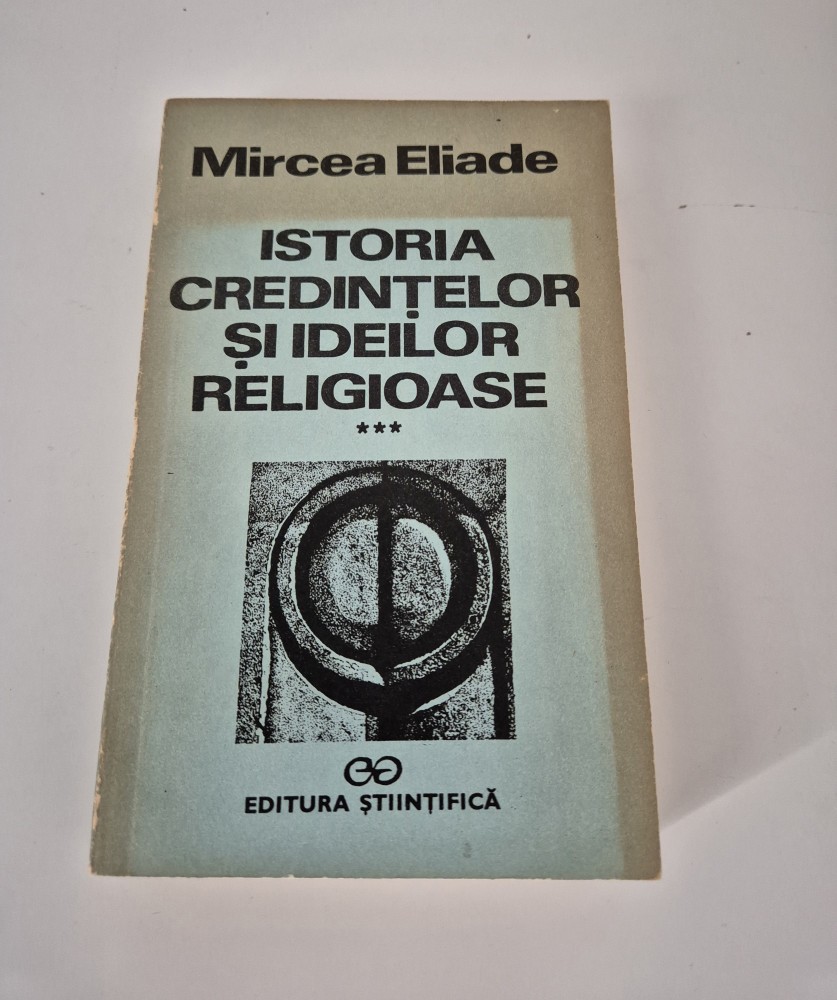 Mircea Eliade
ISTORIA
CREDINȚELOR
ȘI IDEILOR
RELIGIOASE
***
EDITURA ȘTIINȚIFICĂ